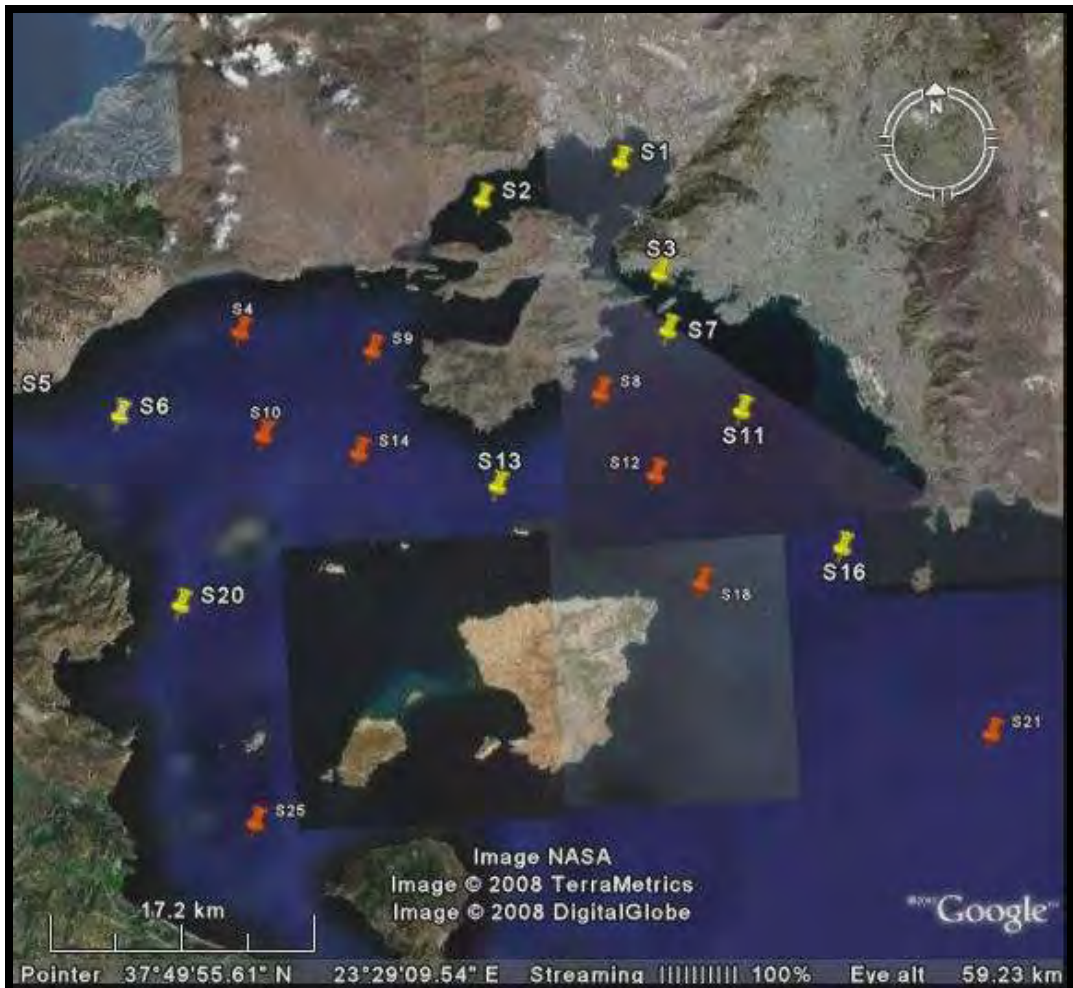 S1
S2
N
S3
S4
S9
S7
S5
S6
S8
S10
S11
S14
S12
S13
S16
S20
S18
S21
S25
Image NASA
Image © 2008 TerraMetrics
Image © 2008 DigitalGlobe
17.2 km
Google™
Pointer 37°49'55.61" N 23°29'09.54" E Streaming |||||||||| 100% Eye alt 59.23 km